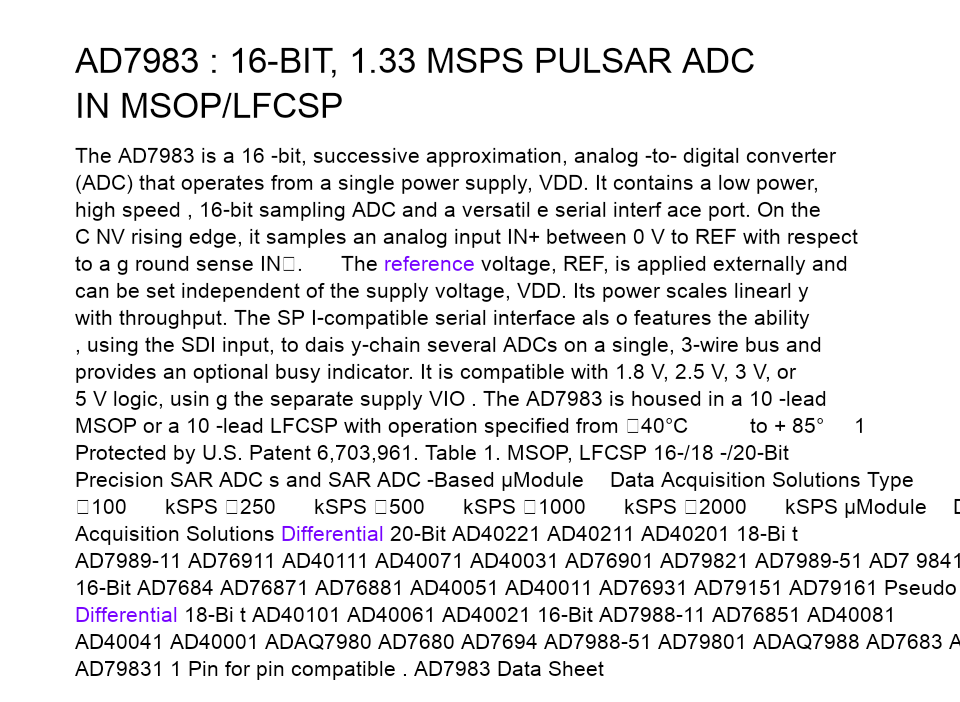 AD7983 : 16-BIT, 1.33 MSPS PULSAR ADC
IN MSOP/LFCSP
The AD7983 is a 16 -bit, successive approximation, analog -to- digital converter
(ADC) that operates from a single power supply, VDD. It contains a low power,
high speed , 16-bit sampling ADC and a versatil e serial interf ace port. On the
C NV rising edge, it samples an analog input IN+ between 0 V to REF with respect
to a g round sense IN□. The reference voltage, REF, is applied externally and
can be set independent of the supply voltage, VDD. Its power scales linearl y
with throughput. The SP I-compatible serial interface als o features the ability
, using the SDI input, to dais y-chain several ADCs on a single, 3-wire bus and
provides an optional busy indicator. It is compatible with 1.8 V, 2.5 V, 3 V, or
5 V logic, usin g the separate supply VIO . The AD7983 is housed in a 10 -lead
MSOP or a 10 -lead LFCSP with operation specified from □40°C to + 85° 1
Protected by U.S. Patent 6,703,961. Table 1. MSOP, LFCSP 16-/18 -/20-Bit
Precision SAR ADC s and SAR ADC -Based µModule Data Acquisition Solutions Type
□100 kSPS □250 kSPS □500 kSPS □1000 kSPS □2000 kSPS µModule
Acquisition Solutions Differential 20-Bit AD40221 AD40211 AD40201 18-Bi t
AD7989-11 AD76911 AD40111 AD40071 AD40031 AD76901 AD79821 AD7989-51 AD7 9841
16-Bit AD7684 AD76871 AD76881 AD40051 AD40011 AD76931 AD79151 AD79161 Pseudo
Differential 18-Bi t AD40101 AD40061 AD40021 16-Bit AD7988-11 AD76851 AD40081
AD40041 AD40001 ADAQ7980 AD7680 AD7694 AD7988-51 AD79801 ADAQ7988 AD7683
AD79831 1 Pin for pin compatible . AD7983 Data Sheet